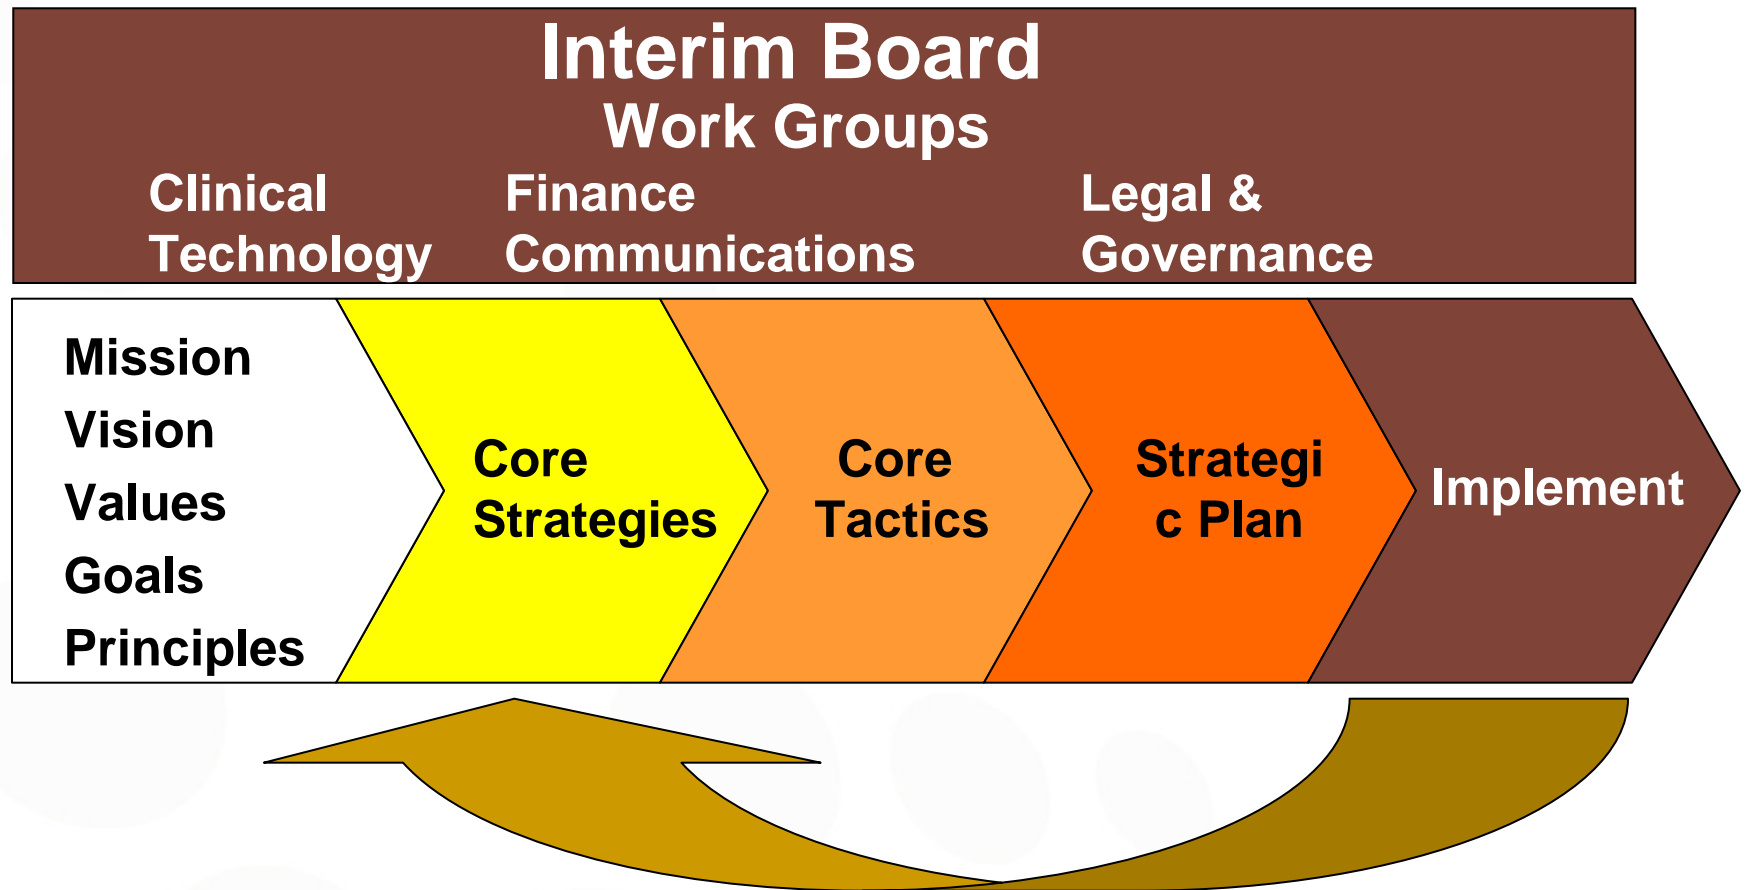 Interim Board
Work Groups
Clinical
Technology
Finance
Communications
Legal &
Governance
Mission
Vision
Values
Goals
Principles
Core
Strategies
Core
Tactics
Strategi
c Plan
Implement